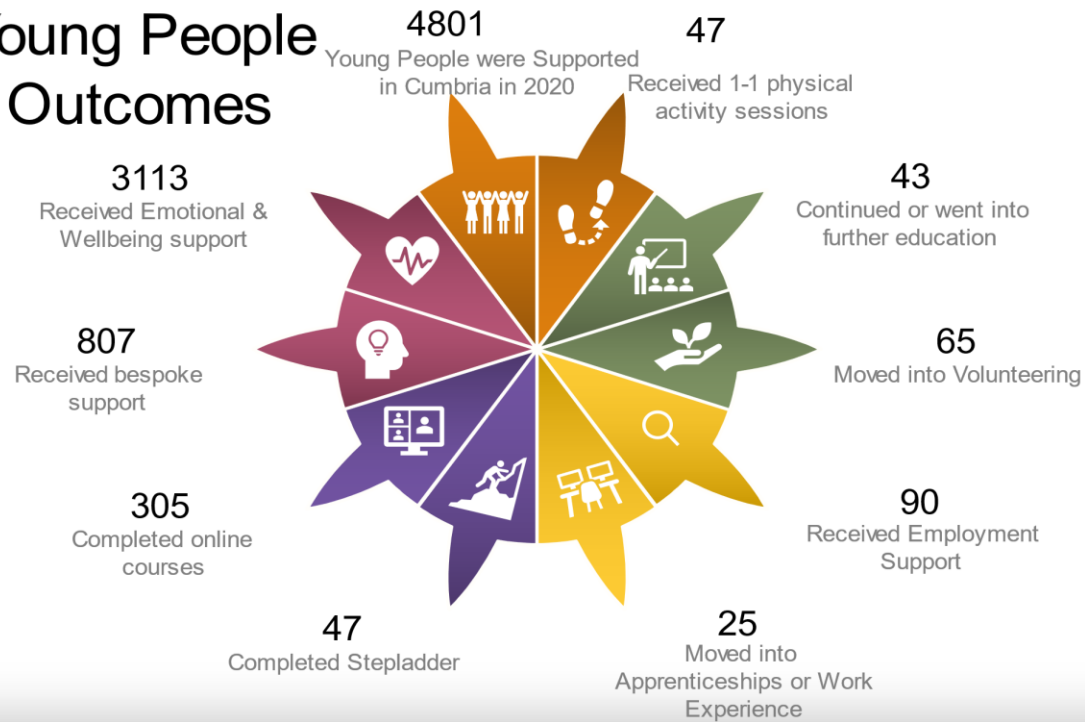 oung People
Outcomes
4801
Young People were Supported
in Cumbria in 2020
47
Received 1-1 physical
activity sessions
3113
Received Emotional &
Wellbeing support
43
Continued or went into
further education
807
Received bespoke
support
65
Moved into Volunteering
305
Completed online
courses
90
Received Employment
Support
47
Completed Stepladder
25
Moved into
Apprenticeships or Work
Experience